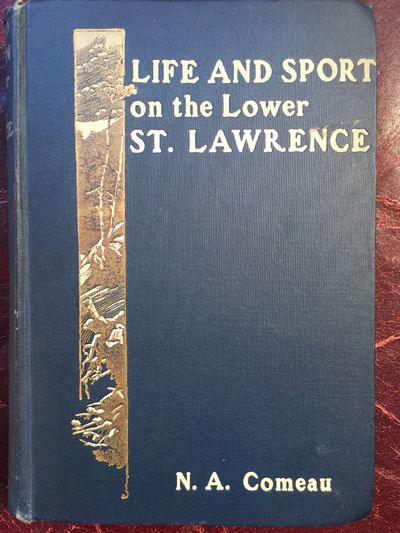 LIFE AND SPORT
on the Lower
ST. LAWRENCE
N. A. Comeau